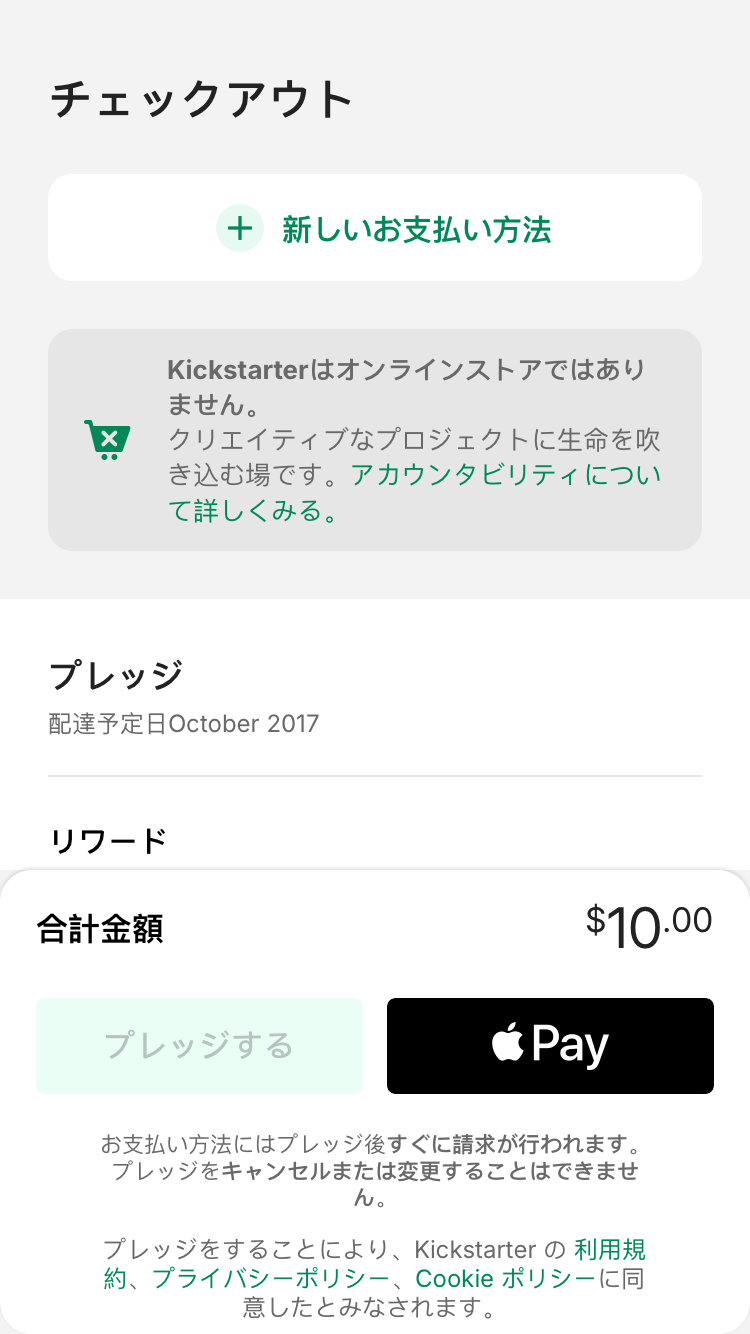 チェックアウト
新しいお支払い方法
Kickstarterはオンラインストアではあり
ません。
クリエイティブなプロジェクトに生命を吹
き込む場です。アカウンタビリティについ
て詳しくみる。
プレッジ
配達予定日October 2017
リワード
合計金額 $10.00
プレッジする Pay
お支払い方法にはプレッジ後すぐに請求が行われます。
プレッジをキャンセルまたは変更することはできませ
ん。
プレッジをすることにより、Kickstarter の 利用規
約、プライバシーポリシー、Cookie ポリシーに同
意したとみなされます。